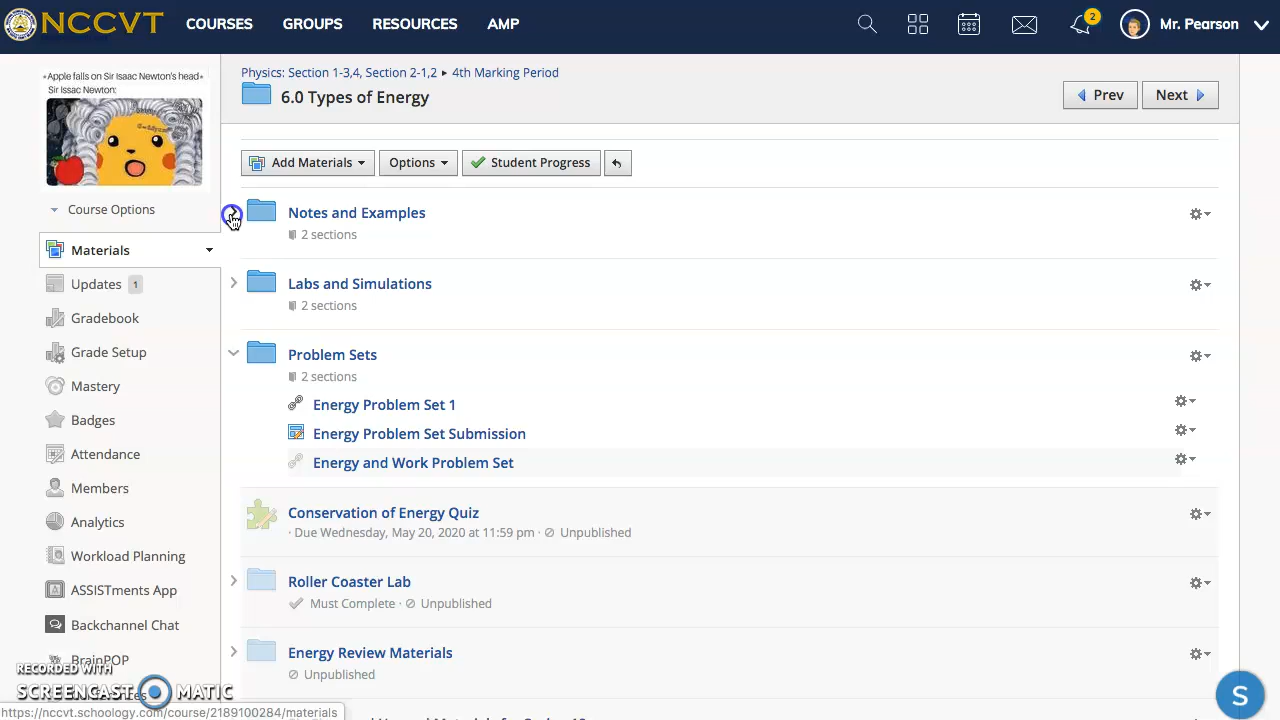 NCCVT COURSES GROUPS RESOURCES AMP 2 Mr. Pearson
Apple falls on Sir Isaac Newton's head
Sir Issac Newton:
Physics: Section 1-3,4, Section 2-1,2 ▸ 4th Marking Period
6.0 Types of Energy
Prev Next
Add Materials Options Student Progress
Course Options
Materials
Updates 1
Gradebook
Grade Setup
Mastery
Badges
Attendance
Members
Analytics
Workload Planning
ASSISTments App
Backchannel Chat
BrainPOP
Notes and Examples
2 sections
Labs and Simulations
2 sections
Problem Sets
2 sections
Energy Problem Set 1
Energy Problem Set Submission
Energy and Work Problem Set
Conservation of Energy Quiz
· Due Wednesday, May 20, 2020 at 11:59 pm · Unpublished
Roller Coaster Lab
Must Complete · Unpublished
Energy Review Materials
Unpublished
RECORDED WITH
SCREENCAST MATIC
S
https://nccvt.schoology.com/course/2189100284/materials